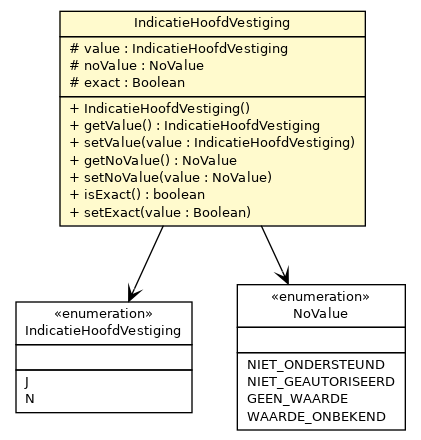 IndicatieHoofdVestiging
# value : IndicatieHoofdVestiging
# noValue : NoValue
# exact : Boolean
+ IndicatieHoofdVestiging()
+ getValue() : IndicatieHoofdVestiging
+ setValue(value : IndicatieHoofdVestiging)
+ getNoValue() : NoValue
+ setNoValue(value : NoValue)
+ isExact() : boolean
+ setExact(value : Boolean)
«enumeration»
IndicatieHoofdVestiging
J
N
«enumeration»
NoValue
NIET_ONDERSTEUND
NIET_GEAUTORISEERD
GEEN_WAARDE
WAARDE_ONBEKEND